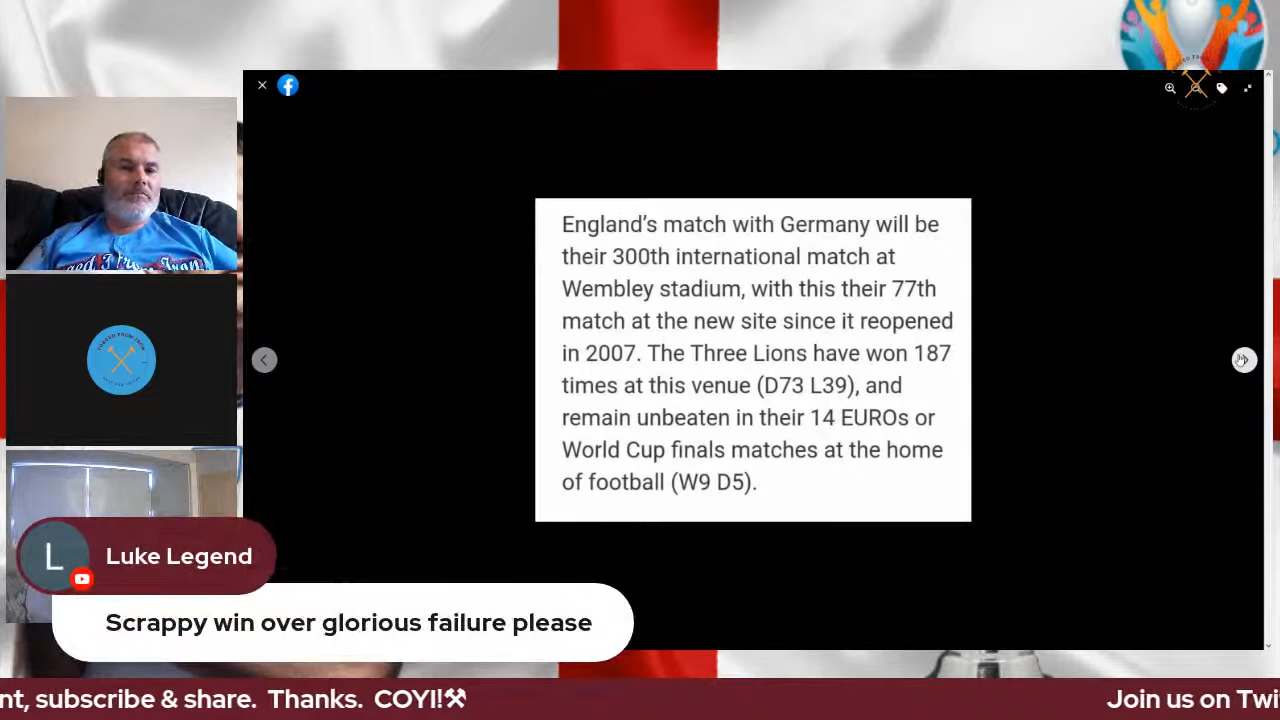 England's match with Germany will be
their 300th international match at
Wembley stadium, with this their 77th
match at the new site since it reopened
in 2007. The Three Lions have won 187
times at this venue (D73 L39), and
remain unbeaten in their 14 EUROs or
World Cup finals matches at the home
of football (W9 D5).
FORGED FROM IRON
L
Luke Legend
Scrappy win over glorious failure please
nt, subscribe & share. Thanks. COYI!⚒
Join us on Twi